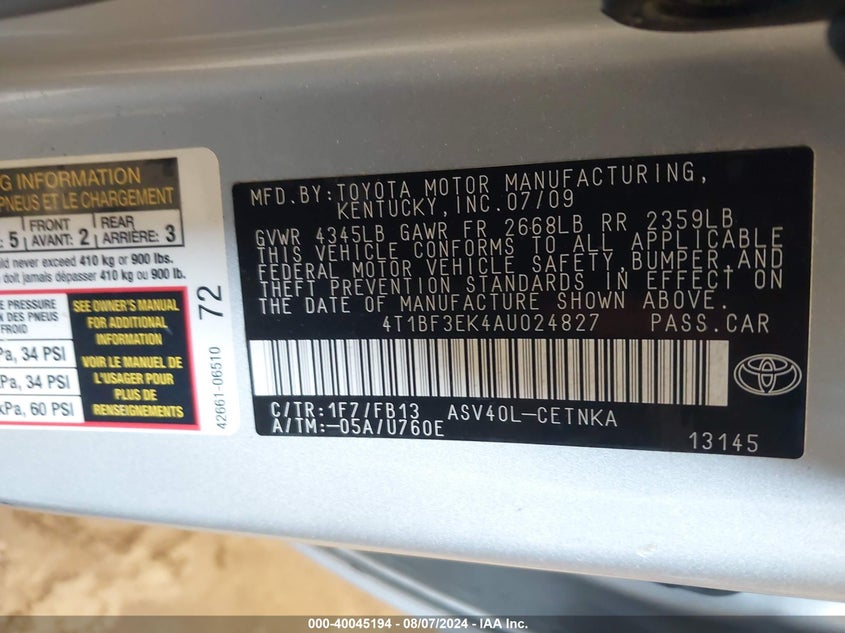 G INFORMATION
PNEUS ET LE CHARGEMENT
5 FRONT AVANT: 2 REAR ARRIÈRE: 3
never exceed 410 kg or 900 lbs.
doit jamais dépasser 410 kg ou 900 lb.
PRESSURE
DES PNEUS
FROID
Pa, 34 PSI
Pa, 34 PSI
kPa, 60 PSI
SEE OWNER'S MANUAL
FOR ADDITIONAL
INFORMATION
VOIR LE MANUEL DE
L'USAGER POUR
PLUS DE
RENSEIGNEMENTS
42661-06510 72
MFD.BY:TOYOTA MOTOR MANUFACTURING,
KENTUCKY,INC.07/09
GVWR 4345LB GAWR FR 2668LB RR 2359LB
THIS VEHICLE CONFORMS TO ALL APPLICABLE
FEDERAL MOTOR VEHICLE SAFETY,BUMPER,AND
THEFT PREVENTION STANDARDS IN EFFECT ON
THE DATE OF MANUFACTURE SHOWN ABOVE.
4T1BF3EK4AU024827 PASS.CAR
C/TR:1F7/FB13 ASV40L-CETNKA
A/TM:-05A/U760E
13145
000-40045194 - 08/07/2024 - IAA Inc.